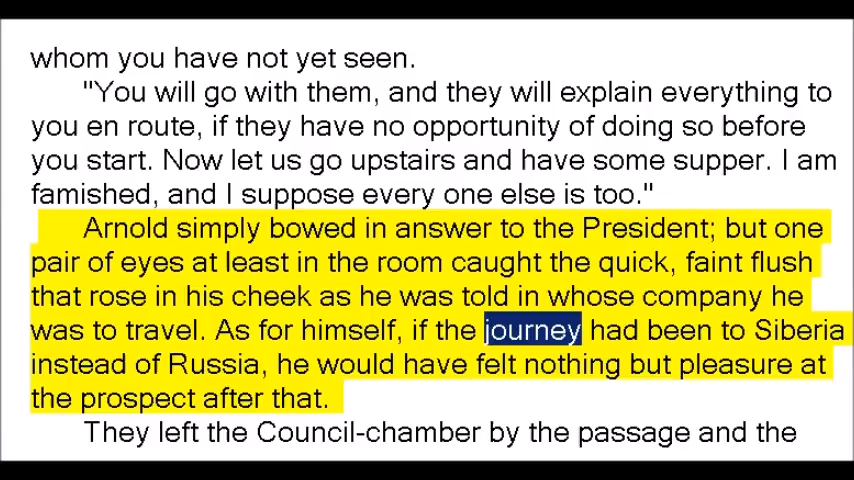 whom you have not yet seen.
"You will go with them, and they will explain everything to
you en route, if they have no opportunity of doing so before
you start. Now let us go upstairs and have some supper. I am
famished, and I suppose every one else is too."
Arnold simply bowed in answer to the President; but one
pair of eyes at least in the room caught the quick, faint flush
that rose in his cheek as he was told in whose company he
was to travel. As for himself, if the journey had been to Siberia
instead of Russia, he would have felt nothing but pleasure at
the prospect after that.
They left the Council-chamber by the passage and the